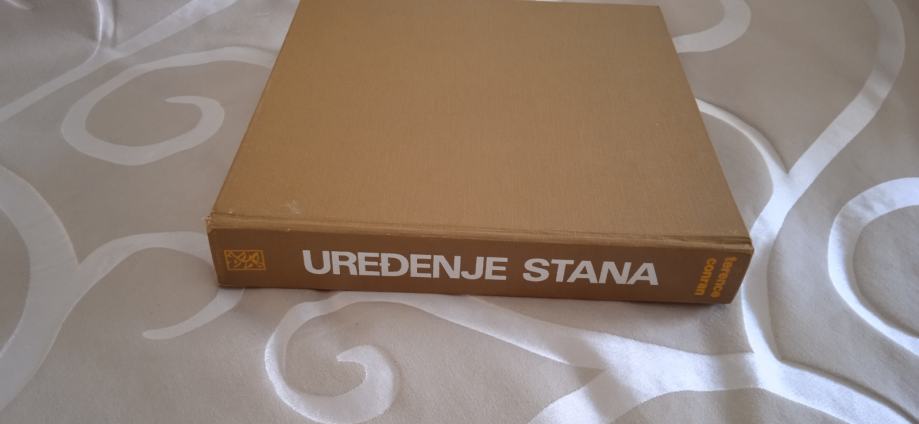 UREĐENJE STANA
terence
conran